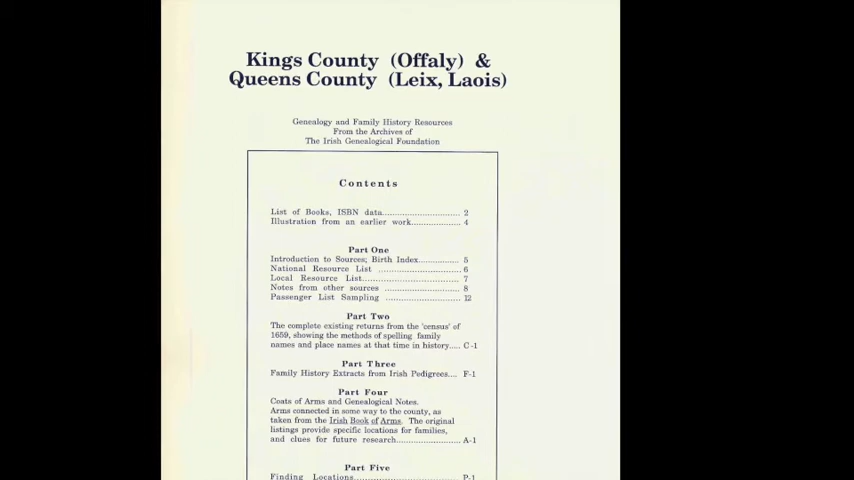 Kings County (Offaly) &
Queens County (Leix, Laois)
Genealogy and Family History Resources
From the Archives of
The Irish Genealogical Foundation
Contents
List of Books, ISBN data............................ 2
Illustration from an earlier work.................. 4
Part One
Introduction to Sources; Birth Index.............. 5
National Resource List ............................. 6
Local Resource List.................................. 7
Notes from other sources .......................... 8
Passenger List Sampling .......................... 12
Part Two
The complete existing returns from the 'census' of
1659, showing the methods of spelling family
names and place names at that time in history..... C-1
Part Three
Family History Extracts from Irish Pedigrees.... F-1
Part Four
Coats of Arms and Genealogical Notes.
Arms connected in some way to the county, as
taken from the Irish Book of Arms. The original
listings provide specific locations for families,
and clues for future research...................... A-1
Part Five
Finding Locations.................................... P-1